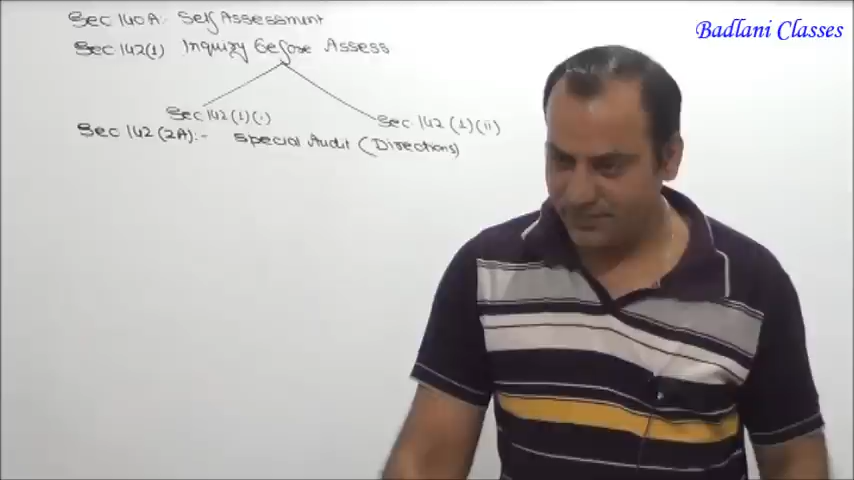 Badlani Classes
Sec 140A:- Self Assessment
Sec 142(1) Inquiry Before Assess
Sec 142(1)(i)
Sec. 142(1)(ii)
Sec 142(2A):- Special Audit (Directions)